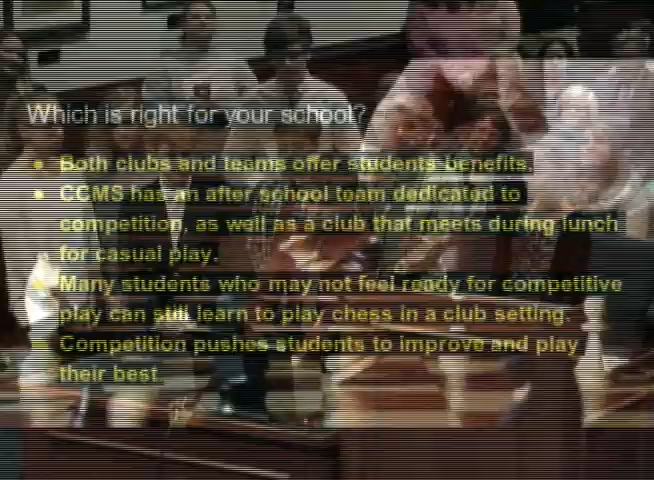 Which is right for your school?
Both clubs and teams offer students benefits.
CCMS has an after school team dedicated to
competition, as well as a club that meets during lunch
for casual play.
Many students who may not feel ready for competitive
play can still learn to play chess in a club setting.
Competition pushes students to improve and play
their best.